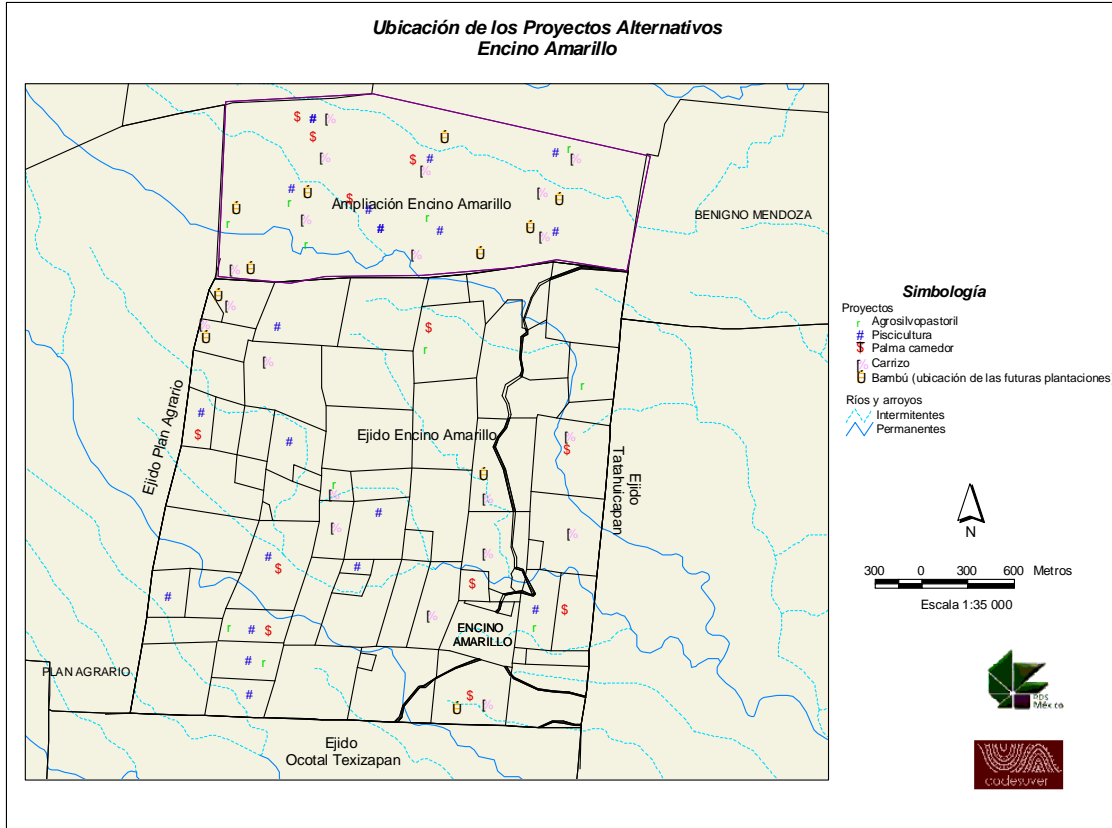 Ubicación de los Proyectos Alternativos
Encino Amarillo
Ampliación Encino Amarillo
BENIGNO MENDOZA
Ejido Plan Agrario
Ejido Encino Amarillo
Ejido
Tatahuicapan
ENCINO
AMARILLO
PLAN AGRARIO
Ejido
Ocotal Texizapan
Simbología
Proyectos
r Agrosilvopastoril
# Piscicultura
$ Palma camedor
[% Carrizo
Ú Bambú (ubicación de las futuras plantaciones)
Ríos y arroyos
Intermitentes
Permanentes
N
300 0 300 600 Metros
Escala 1:35 000
PDS
México
codesuver